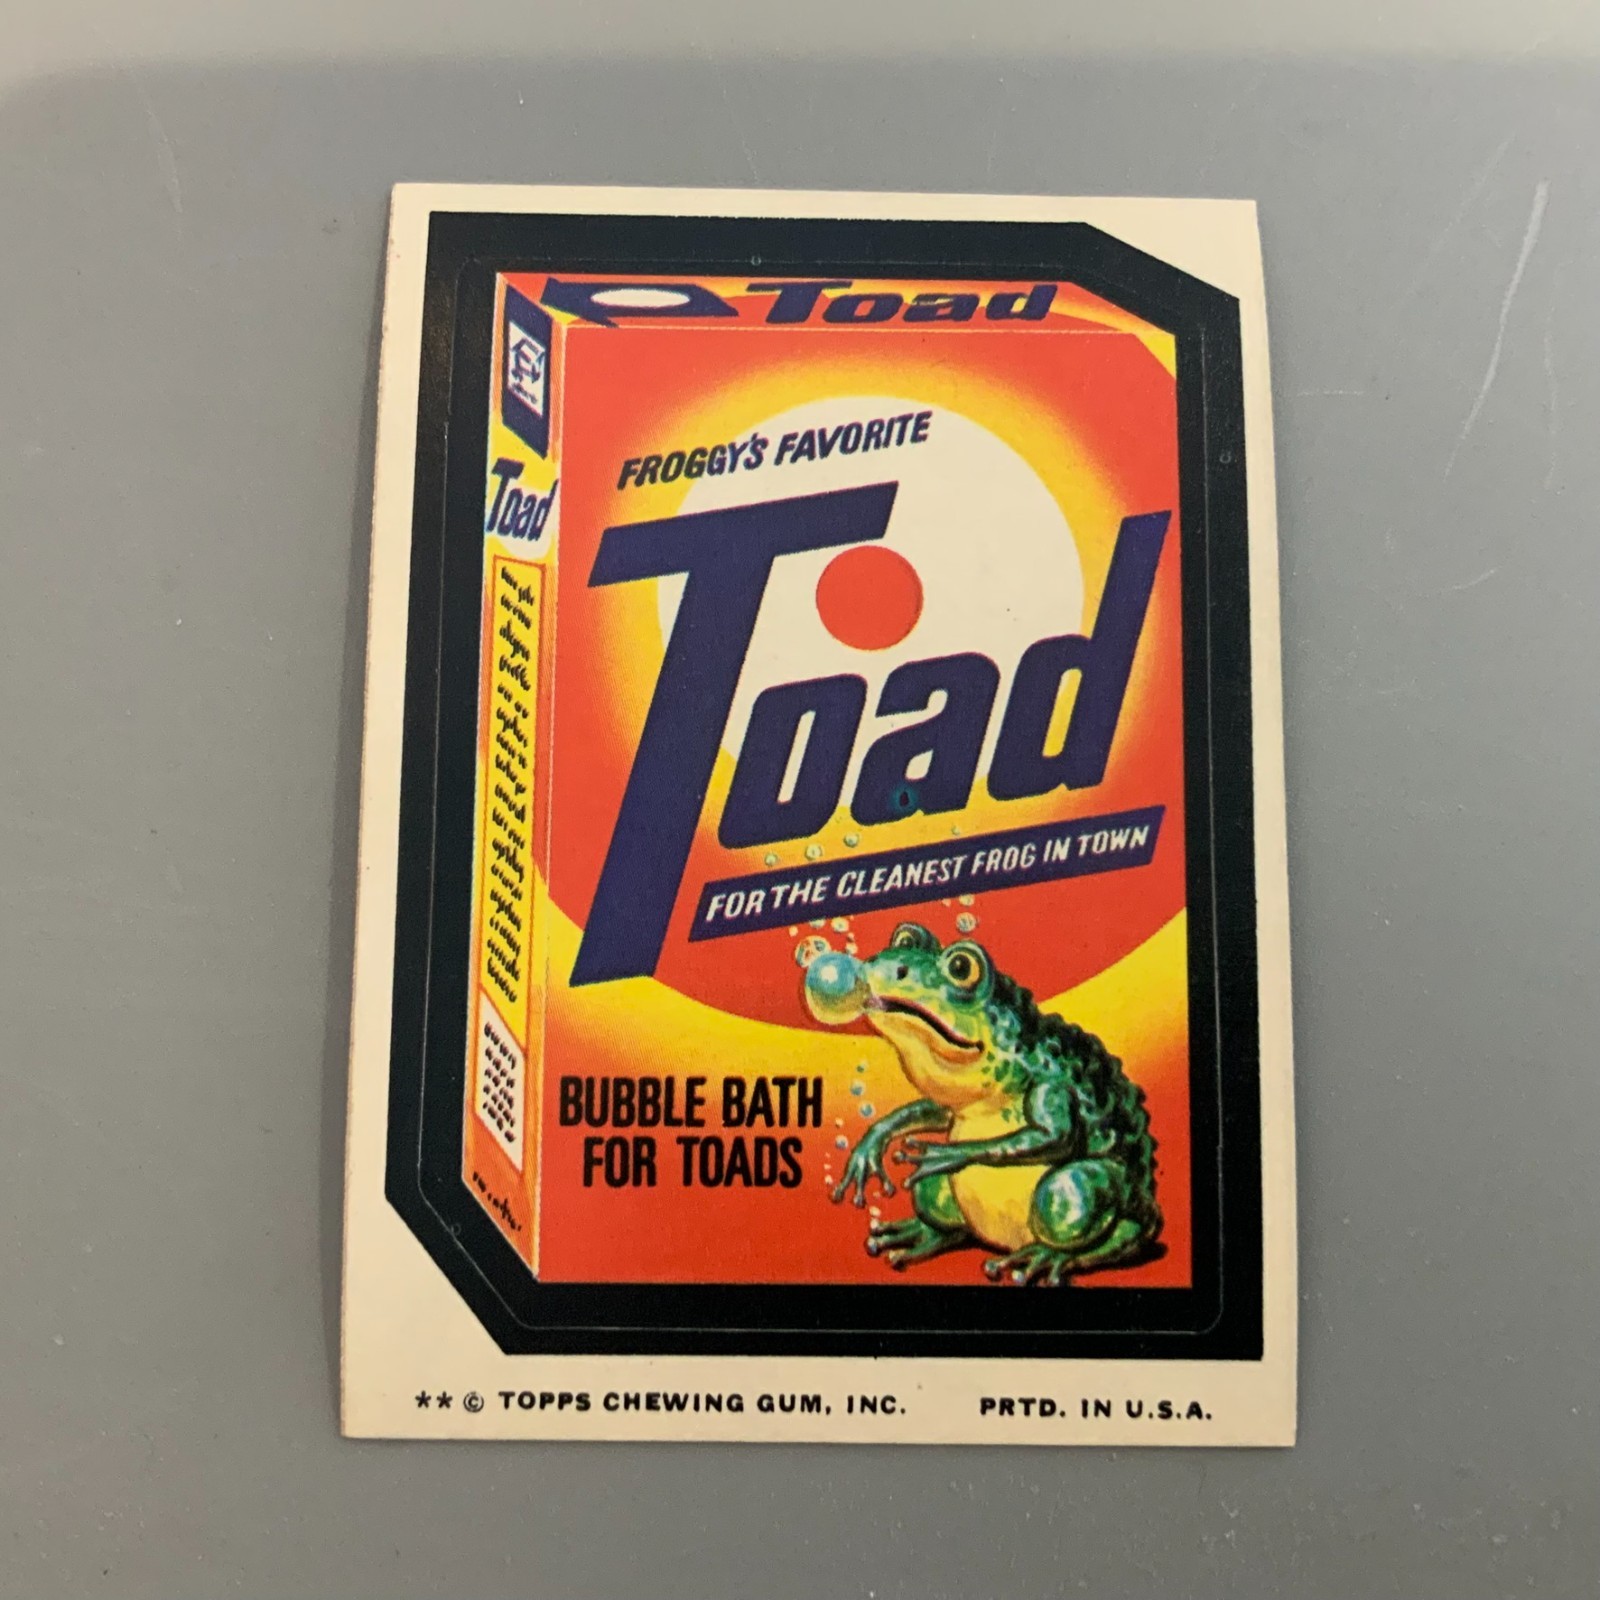 Toad
Toad
FROGGY'S FAVORITE
Toad
FOR THE CLEANEST FROG IN TOWN
BUBBLE BATH
FOR TOADS
** © TOPPS CHEWING GUM, INC. PRTD. IN U.S.A.